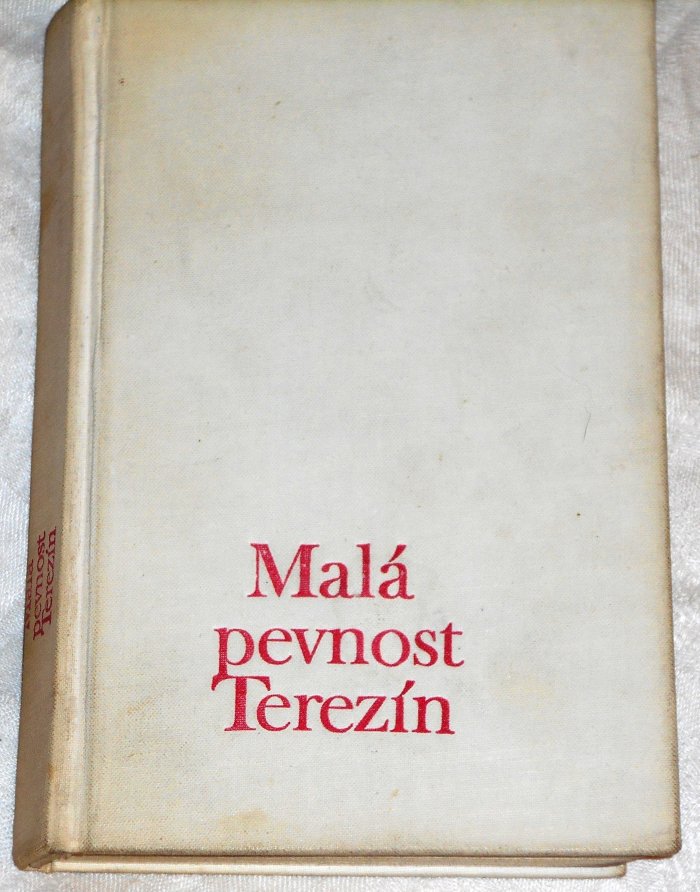 Malá
pevnost
Terezín
Malá
pevnost
Terezín